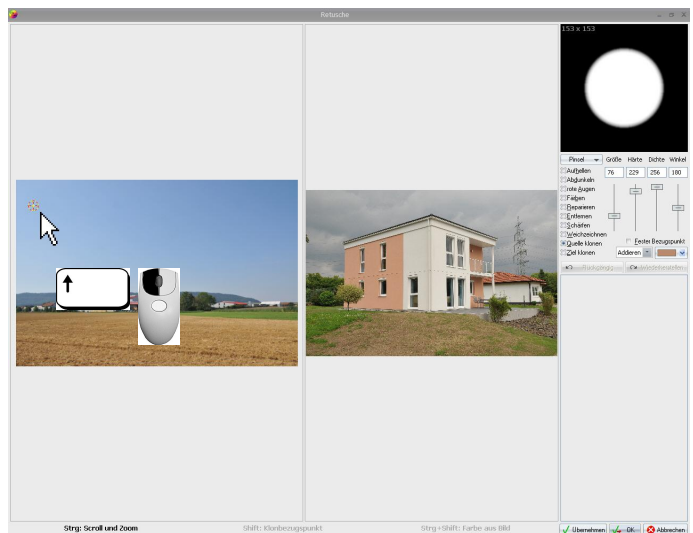 Retusche
153 x 153
Pinsel Größe Härte Dichte Winkel
76 229 256 180
Aufhellen
Abdunkeln
rote Augen
Färben
Reparieren
Entfernen
Schärfen
Weichzeichnen
Quelle klonen
Festes Bezugspunkt
Ziel klonen
Addieren
Rückgängig Wiederherstellen
Strg: Scroll und Zoom Shift: Klonbezugspunkt Strg+Shift: Farbe aus Bild
Übernehmen OK Abbrechen